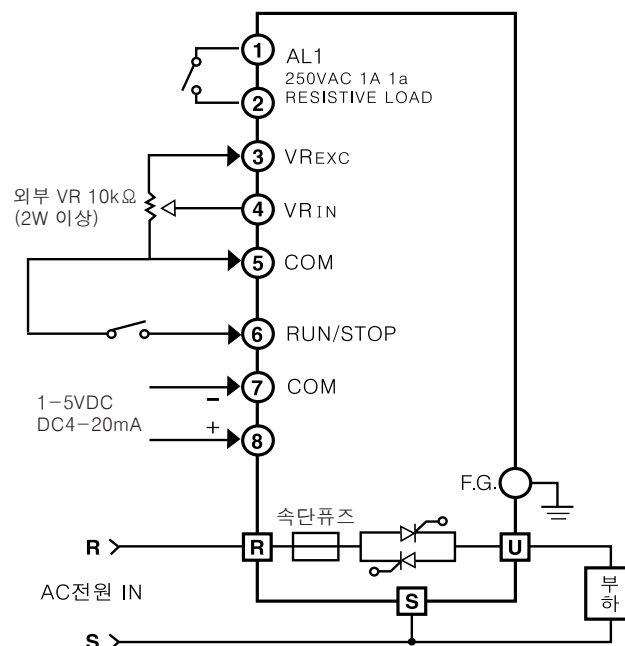 1
AL1
250VAC 1A 1a
RESISTIVE LOAD
2
3
VREXC
외부 VR 10kΩ
(2W 이상)
4
VRIN
5
COM
6
RUN/STOP
7
COM
1-5VDC
DC4-20mA
-
+
8
F.G.
속단퓨즈
R
R
U
AC전원 IN
S
부하
S